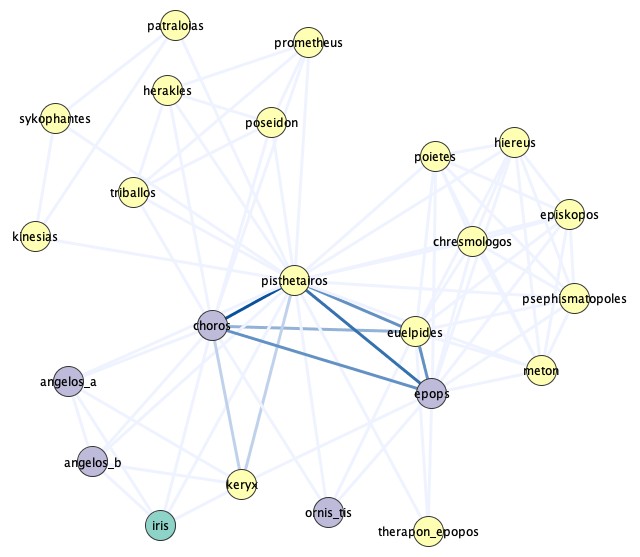 patraloias
prometheus
herakles
sykophantes
poseidon
hiereus
poietes
triballos
episkopos
kinesias
chresmologos
pisthetairos
psephismatopoles
choros
euelpides
meton
angelos_a
epops
angelos_b
keryx
ornis_tis
iris
therapon_epopos